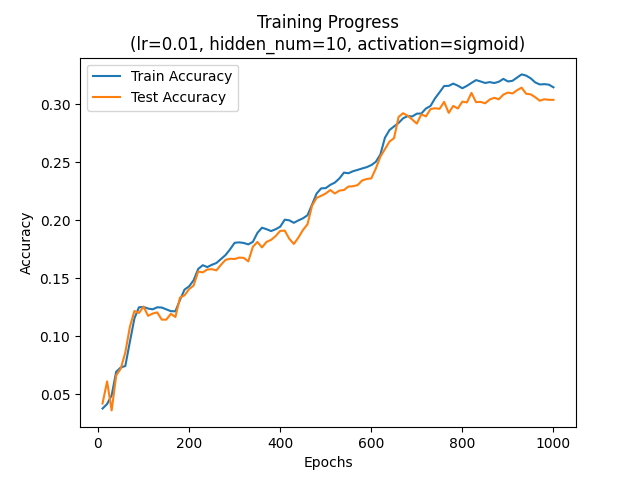 Training Progress
(lr=0.01, hidden_num=10, activation=sigmoid)
Train Accuracy
Test Accuracy
Accuracy
0.30
0.25
0.20
0.15
0.10
0.05
0 200 400 600 800 1000
Epochs